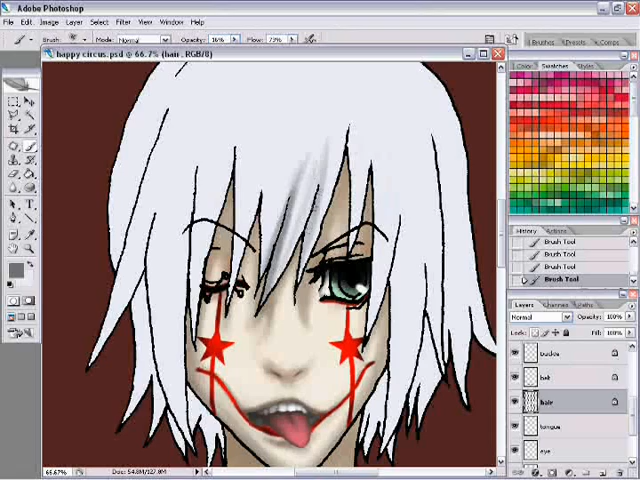 Adobe Photoshop
File Edit Image Layer Select Filter View Window Help
Brush: Mode: Normal Opacity: 16% Flow: 73%
Brushes Presets Comps
happy circus.psd @ 66.7% (hair, RGB/8)
Color Swatches Styles
History Actions
Brush Tool
Brush Tool
Brush Tool
Brush Tool
Layers Channels Paths
Normal Opacity: 100%
Lock: Fill: 100%
buckle
hat
hair
tongue
eye
66.67% Doc: 54.8M/127.8M